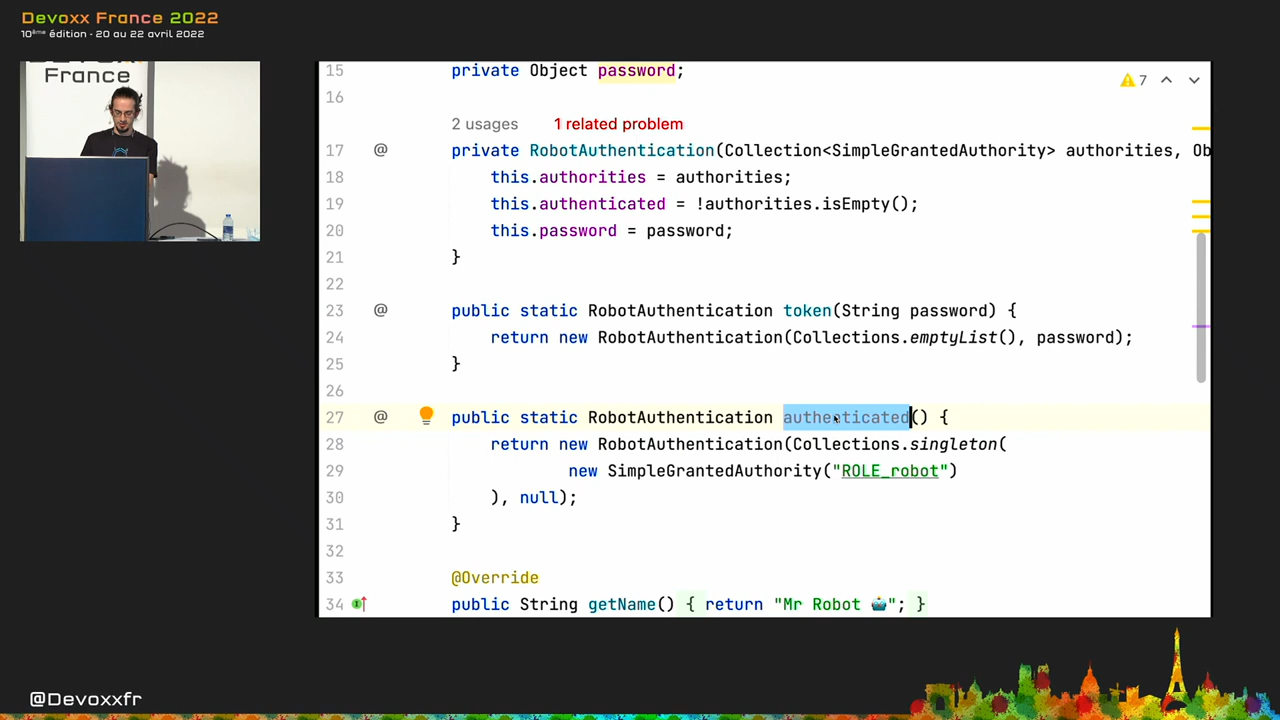 Devoxx France 2022
10ème édition - 20 au 22 avril 2022
France
15 private Object password;
16
7
2 usages 1 related problem
17 @ private RobotAuthentication(Collection<SimpleGrantedAuthority> authorities, Ob
18 this.authorities = authorities;
19 this.authenticated = !authorities.isEmpty();
20 this.password = password;
21 }
22
23 @ public static RobotAuthentication token(String password) {
24 return new RobotAuthentication(Collections.emptyList(), password);
25 }
26
27 @ public static RobotAuthentication authenticated() {
28 return new RobotAuthentication(Collections.singleton(
29 new SimpleGrantedAuthority("ROLE_robot")
30 ), null);
31 }
32
33 @Override
34 public String getName() { return "Mr Robot 🤖"; }
@Devoxxfr